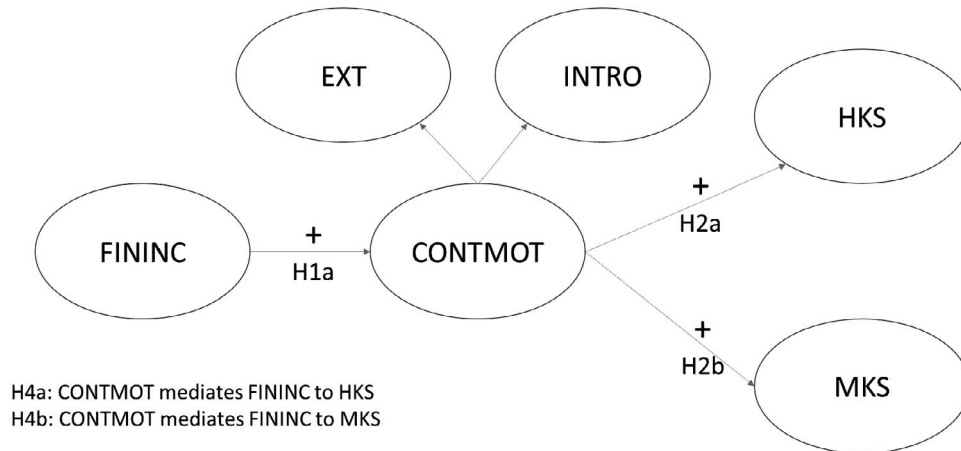 EXT
INTRO
HKS
+
H2a
FININC
+
H1a
CONTMOT
+
H2b
MKS
H4a: CONTMOT mediates FININC to HKS
H4b: CONTMOT mediates FININC to MKS